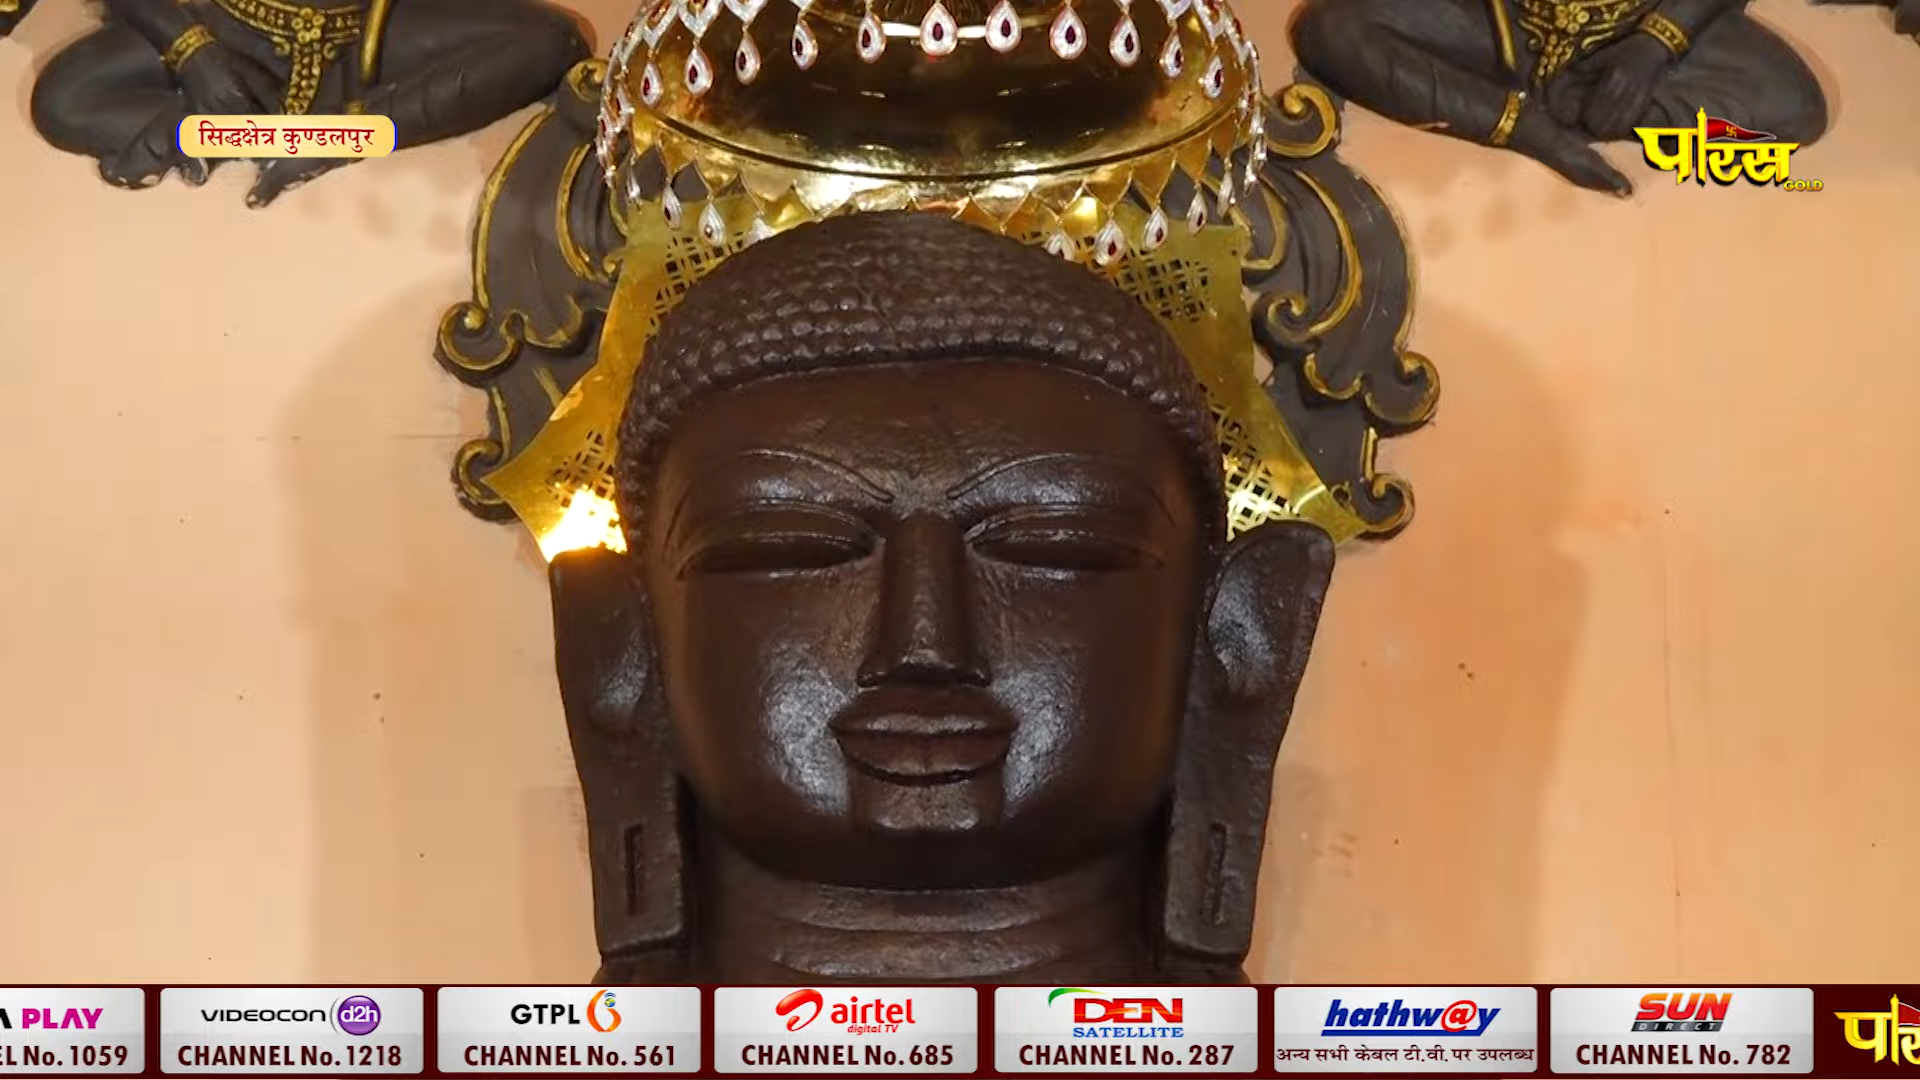 सिद्धक्षेत्र कुण्डलपुर
पारस
GOLD
PLAY
VIDEOCON d2h
GTPL
airtel
digital TV
DEN
SATELLITE
hathw@y
SUN
DIRECT
EL No. 1059
CHANNEL No. 1218
CHANNEL No. 561
CHANNEL No. 685
CHANNEL No. 287
अन्य सभी केबल टी.वी. पर उपलब्ध
CHANNEL No. 782